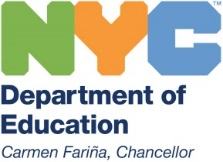 NYC
Department of
Education
Carmen Fariña, Chancellor